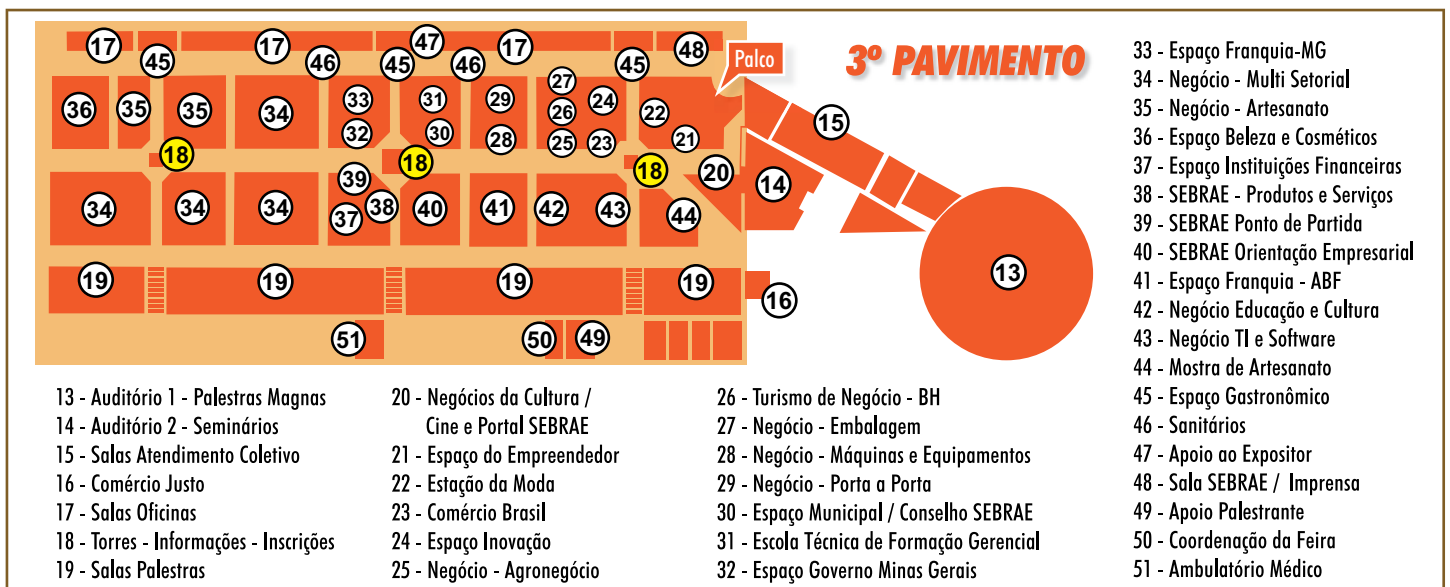 17
45
17
46
45
47
46
17
45
48
Palco
3º PAVIMENTO
36
35
35
34
33
32
31
30
29
28
27
26
25
24
23
22
21
15
18
18
18
20
14
34
34
34
39
37
38
40
41
42
43
44
13
19
19
19
19
16
51
50
49
13 - Auditório 1 - Palestras Magnas
14 - Auditório 2 - Seminários
15 - Salas Atendimento Coletivo
16 - Comércio Justo
17 - Salas Oficinas
18 - Torres - Informações - Inscrições
19 - Salas Palestras
20 - Negócios da Cultura /
Cine e Portal SEBRAE
21 - Espaço do Empreendedor
22 - Estação da Moda
23 - Comércio Brasil
24 - Espaço Inovação
25 - Negócio - Agronegócio
26 - Turismo de Negócio - BH
27 - Negócio - Embalagem
28 - Negócio - Máquinas e Equipamentos
29 - Negócio - Porta a Porta
30 - Espaço Municipal / Conselho SEBRAE
31 - Escola Técnica de Formação Gerencial
32 - Espaço Governo Minas Gerais
33 - Espaço Franquia-MG
34 - Negócio - Multi Setorial
35 - Negócio - Artesanato
36 - Espaço Beleza e Cosméticos
37 - Espaço Instituições Financeiras
38 - SEBRAE - Produtos e Serviços
39 - SEBRAE Ponto de Partida
40 - SEBRAE Orientação Empresarial
41 - Espaço Franquia - ABF
42 - Negócio Educação e Cultura
43 - Negócio TI e Software
44 - Mostra de Artesanato
45 - Espaço Gastronômico
46 - Sanitários
47 - Apoio ao Expositor
48 - Sala SEBRAE / Imprensa
49 - Apoio Palestrante
50 - Coordenação da Feira
51 - Ambulatório Médico